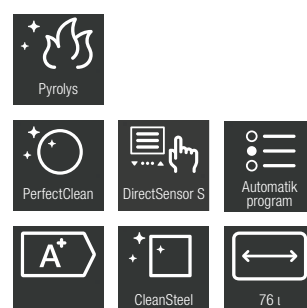 Pyrolys
PerfectClean
DirectSensor S
Automatik
program
A+
CleanSteel
76 l